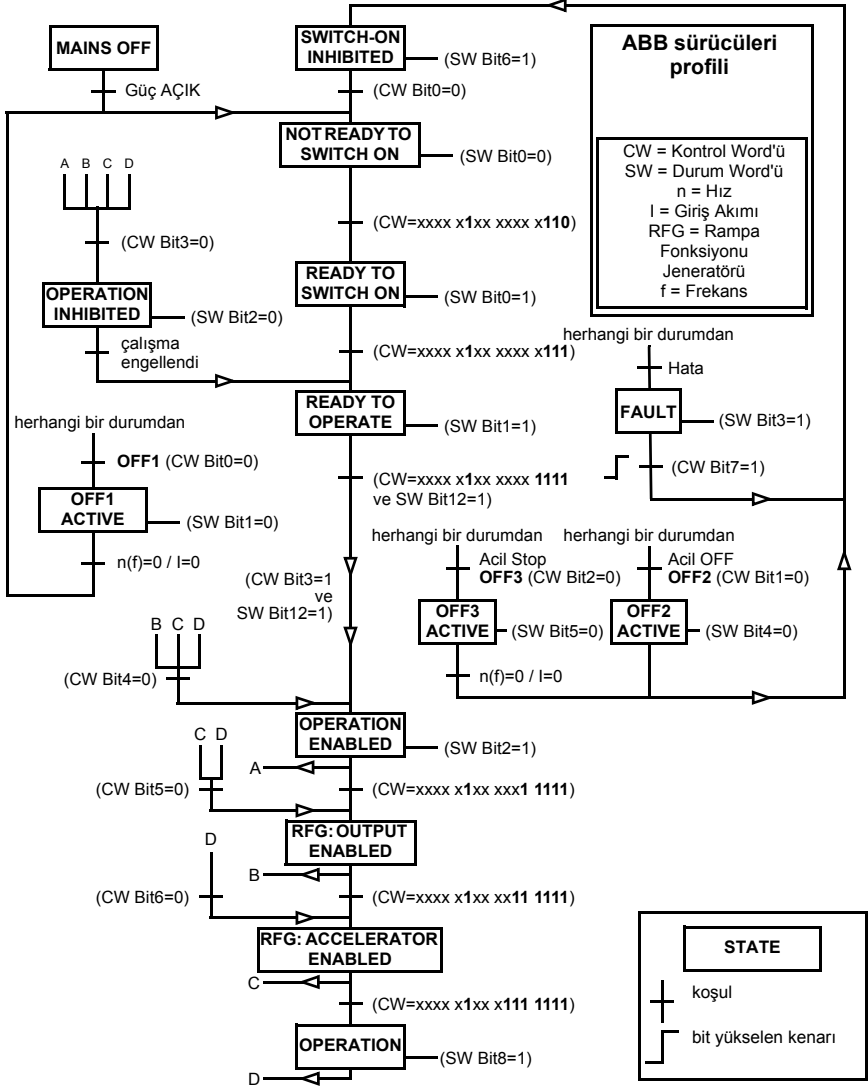 MAINS OFF
Güç AÇIK
SWITCH-ON
INHIBITED
(SW Bit6=1)
(CW Bit0=0)
ABB sürücüleri
profili
CW = Kontrol Word'ü
SW = Durum Word'ü
n = Hız
I = Giriş Akımı
RFG = Rampa
Fonksiyonu
Jeneratörü
f = Frekans
NOT READY TO
SWITCH ON
(SW Bit0=0)
A B C D
(CW Bit3=0)
(CW=xxxx x1xx xxxx x110)
OPERATION
INHIBITED
(SW Bit2=0)
çalışma
engellendi
READY TO
SWITCH ON
(SW Bit0=1)
(CW=xxxx x1xx xxxx x111)
herhangi bir durumdan
Hata
FAULT
(SW Bit3=1)
(CW Bit7=1)
READY TO
OPERATE
(SW Bit1=1)
herhangi bir durumdan
OFF1 (CW Bit0=0)
OFF1
ACTIVE
(SW Bit1=0)
n(f)=0 / I=0
(CW=xxxx x1xx xxxx 1111
ve SW Bit12=1)
herhangi bir durumdan
Acil Stop
OFF3 (CW Bit2=0)
OFF3
ACTIVE
(SW Bit5=0)
n(f)=0 / I=0
herhangi bir durumdan
Acil OFF
OFF2 (CW Bit1=0)
OFF2
ACTIVE
(SW Bit4=0)
(CW Bit3=1
ve
SW Bit12=1)
B C D
(CW Bit4=0)
OPERATION
ENABLED
(SW Bit2=1)
A
C D
(CW Bit5=0)
(CW=xxxx x1xx xxx1 1111)
RFG: OUTPUT
ENABLED
B
D
(CW Bit6=0)
(CW=xxxx x1xx xx11 1111)
RFG: ACCELERATOR
ENABLED
C
(CW=xxxx x1xx x111 1111)
OPERATION
(SW Bit8=1)
D
STATE
koşul
bit yükselen kenarı